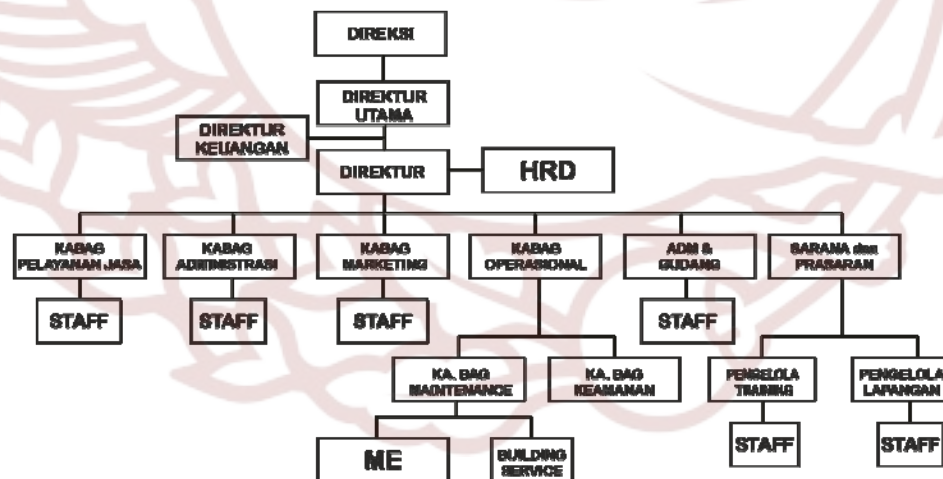 DIREKSI
DIREKTUR
UTAMA
DIREKTUR
KEUANGAN
DIREKTUR
HRD
KABAG
PELAYANAN JASA
KABAG
ADMINISTRASI
KABAG
MARKETING
KABAG
OPERASIONAL
ADM &
GUDANG
SARANA dan
PRASARAN
STAFF
STAFF
STAFF
STAFF
KA. BAG
MAINTENANCE
KA. BAG
KEAMANAN
PENGELOLA
TRAINING
PENGELOLA
LAPANGAN
STAFF
STAFF
ME
BUILDING
SERVICE